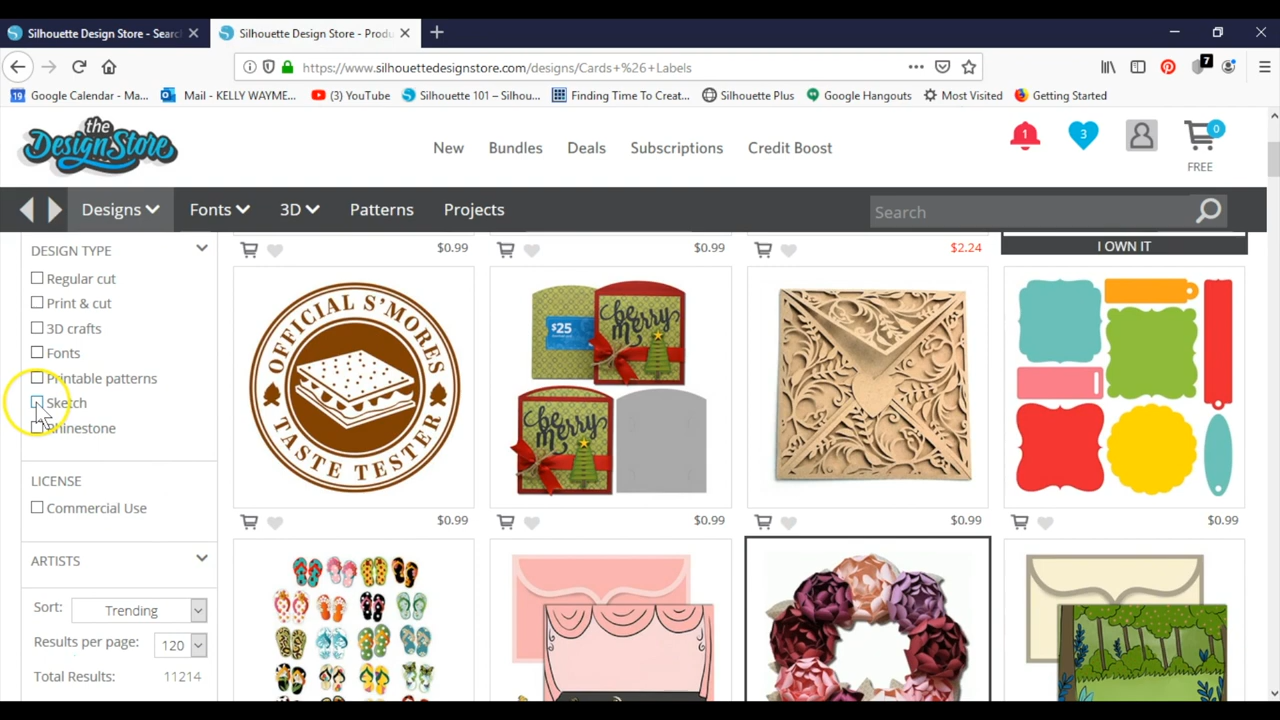 Silhouette Design Store - Searc
Silhouette Design Store - Produ
https://www.silhouettedesignstore.com/designs/Cards+%26+Labels
7
19 Google Calendar - Ma...
Mail - KELLY WAYME...
(3) YouTube
Silhouette 101 – Silhou...
Finding Time To Creat...
Silhouette Plus
Google Hangouts
Most Visited
Getting Started
the Design Store
New
Bundles
Deals
Subscriptions
Credit Boost
1
3
0
FREE
Designs
Fonts
3D
Patterns
Projects
Search
DESIGN TYPE
Regular cut
Print & cut
3D crafts
Fonts
Printable patterns
Sketch
Rhinestone
LICENSE
Commercial Use
ARTISTS
Sort: Trending
Results per page: 120
Total Results: 11214
$0.99
$0.99
$2.24
I OWN IT
OFFICIAL S'MORES
TASTE TESTER
$25
be merry
be merry
$0.99
$0.99
$0.99
$0.99